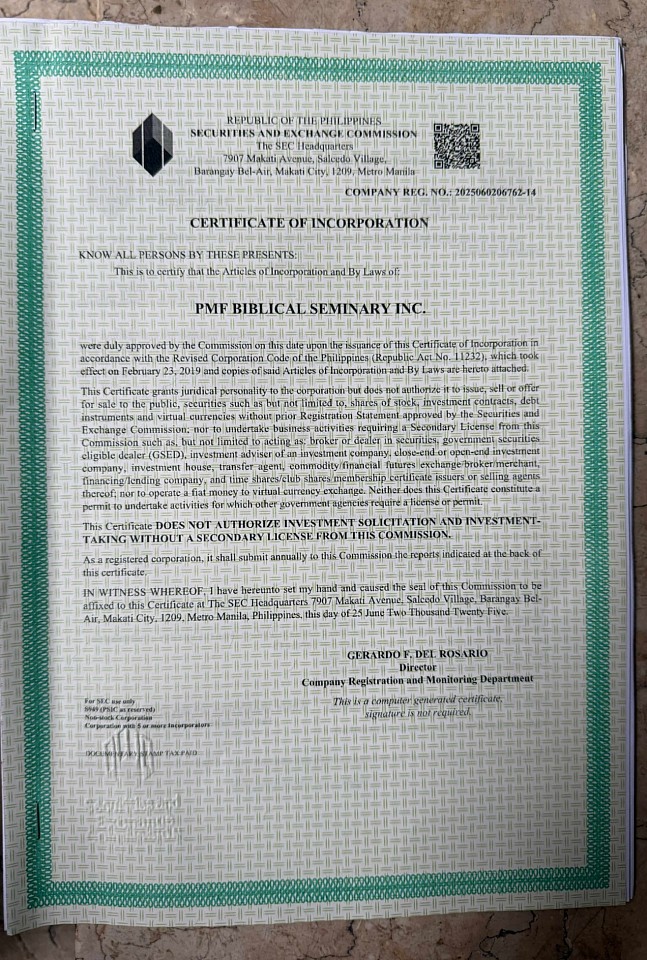 REPUBLIC OF THE PHILIPPINES
SECURITIES AND EXCHANGE COMMISSION
The SEC Headquarters
7907 Makati Avenue, Salcedo Village,
Barangay Bel-Air, Makati City, 1209, Metro Manila
COMPANY REG. NO.: 2025060206762-14
CERTIFICATE OF INCORPORATION
KNOW ALL PERSONS BY THESE PRESENTS:
This is to certify that the Articles of Incorporation and By Laws of:
PMF BIBLICAL SEMINARY INC.
were duly approved by the Commission on this date upon the issuance of this Certificate of Incorporation in
accordance with the Revised Corporation Code of the Philippines (Republic Act No. 11232), which took
effect on February 23, 2019 and copies of said Articles of Incorporation and By Laws are hereto attached.
This Certificate grants juridical personality to the corporation but does not authorize it to issue, sell or offer
for sale to the public, securities such as but not limited to, shares of stock, investment contracts, debt
instruments and virtual currencies without prior Registration Statement approved by the Securities and
Exchange Commission; nor to undertake business activities requiring a Secondary License from this
Commission such as, but not limited to acting as: broker or dealer in securities, government securities
eligible dealer (GSED), investment adviser of an investment company, close-end or open-end investment
company, investment house, transfer agent, commodity/financial futures exchange/broker/merchant,
financing/lending company, and time shares/club shares/membership certificate issuers or selling agents
thereof; nor to operate a fiat money to virtual currency exchange. Neither does this Certificate constitute a
permit to undertake activities for which other government agencies require a license or permit.
This Certificate DOES NOT AUTHORIZE INVESTMENT SOLICITATION AND INVESTMENT-
TAKING WITHOUT A SECONDARY LICENSE FROM THIS COMMISSION.
As a registered corporation, it shall submit annually to this Commission the reports indicated at the back of
this certificate.
IN WITNESS WHEREOF, I have hereunto set my hand and caused the seal of this Commission to be
affixed to this Certificate at The SEC Headquarters 7907 Makati Avenue, Salcedo Village, Barangay Bel-
Air, Makati City, 1209, Metro Manila, Philippines, this day of 25 June Two Thousand Twenty Five.
GERARDO F. DEL ROSARIO
Director
Company Registration and Monitoring Department
This is a computer generated certificate,
signature is not required.
For SEC use only
(PSIC as reserved)
Non-stock Corporation
Corporation with 5 or more Incorporators
DOCUMENTARY STAMP TAX PAID
Securities and
Exchange
Commission